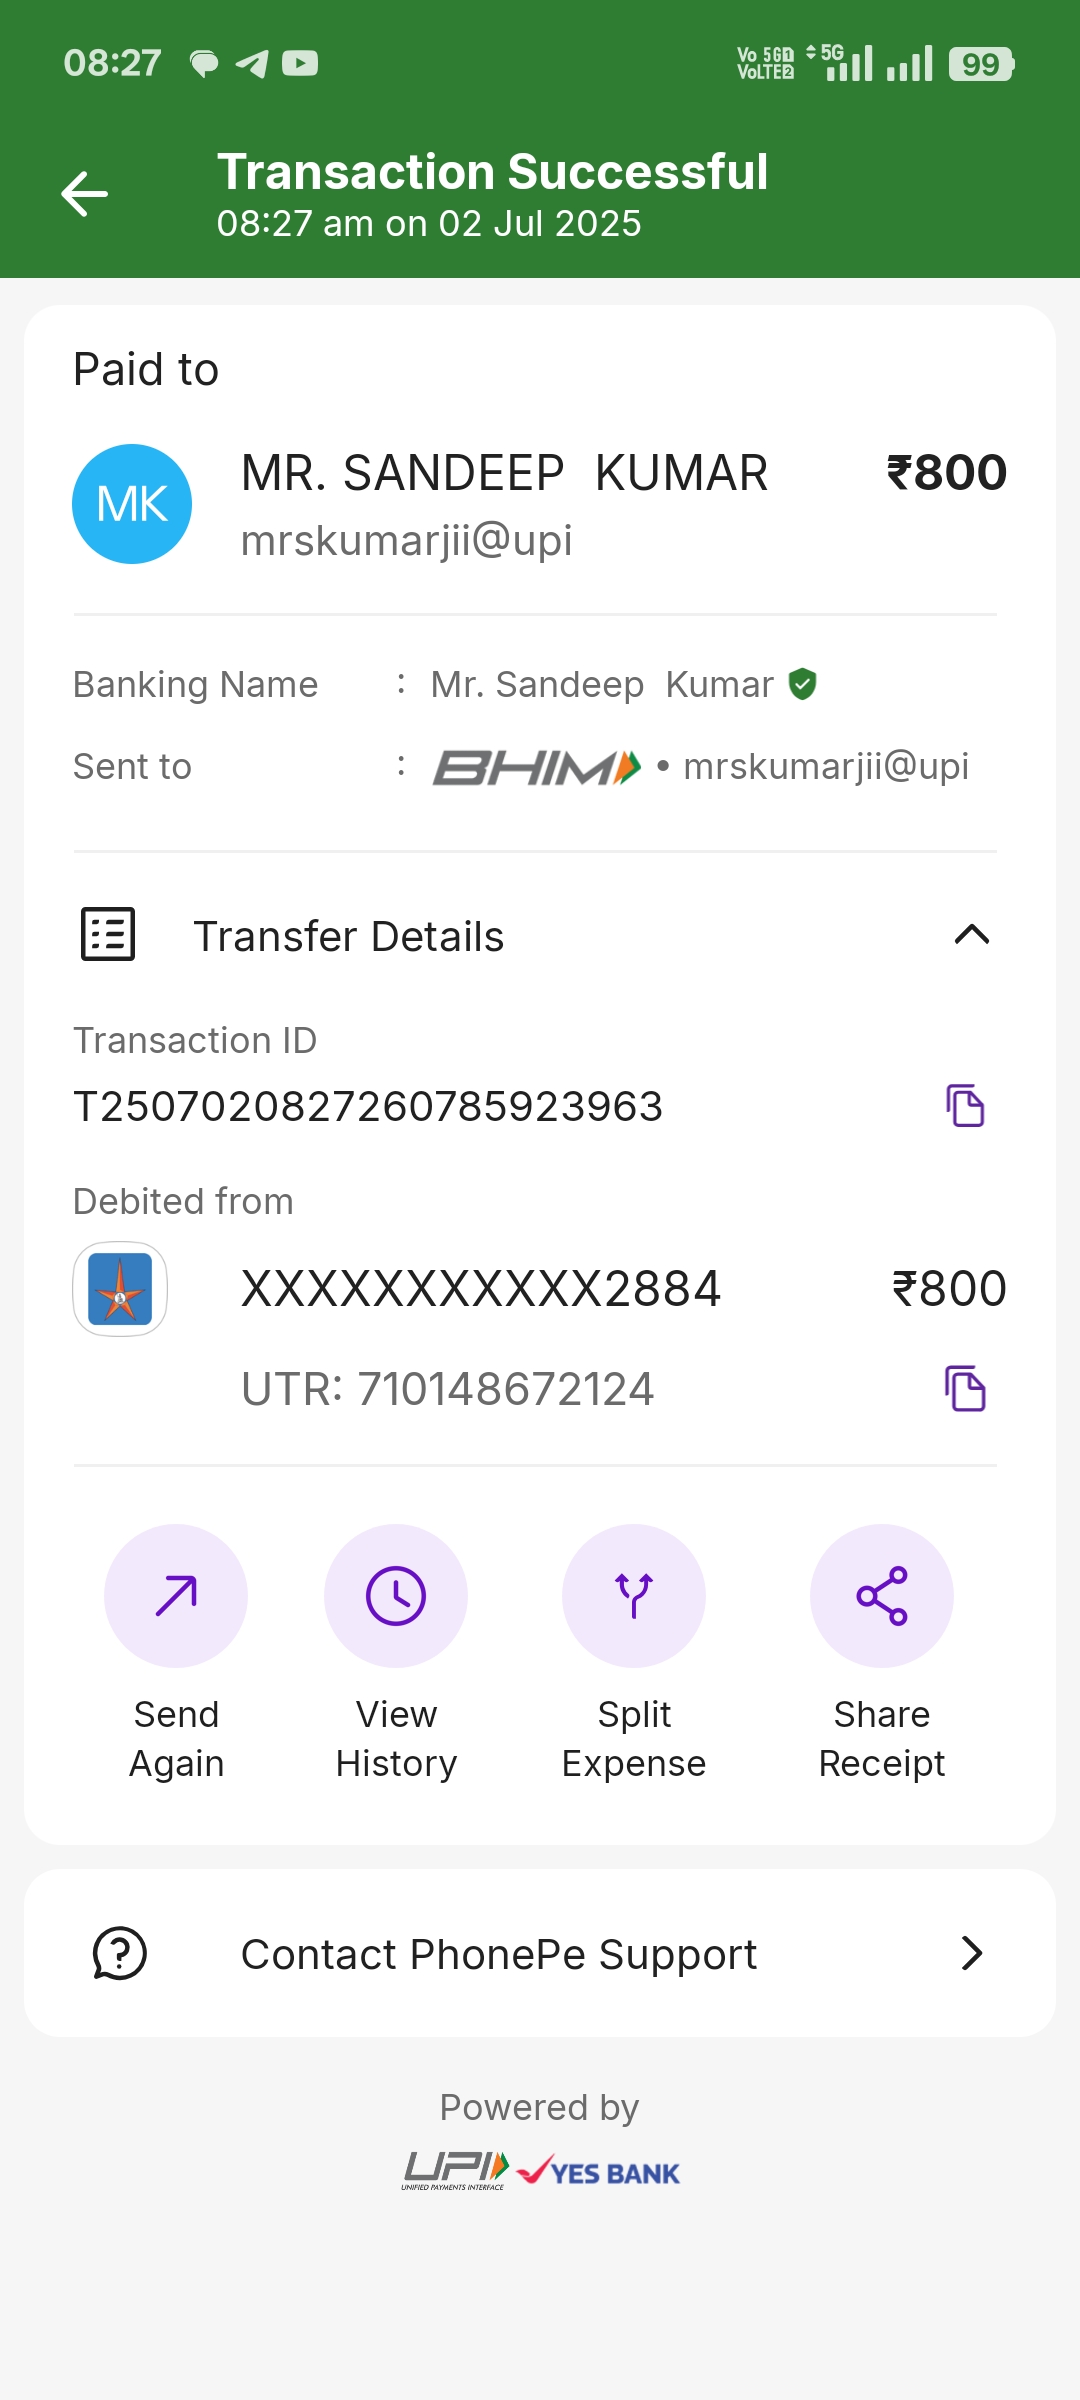 08:27 Vo 5G1 VoLTE2 5G 99
Transaction Successful
08:27 am on 02 Jul 2025
Paid to
MK MR. SANDEEP  KUMAR ₹800
mrskumarjii@upi
Banking Name : Mr. Sandeep  Kumar
Sent to : BHIM • mrskumarjii@upi
Transfer Details
Transaction ID
T2507020827260785923963
Debited from
XXXXXXXXXXX2884 ₹800
UTR: 710148672124
Send Again
View History
Split Expense
Share Receipt
Contact PhonePe Support
Powered by
UPI YES BANK
UNIFIED PAYMENTS INTERFACE